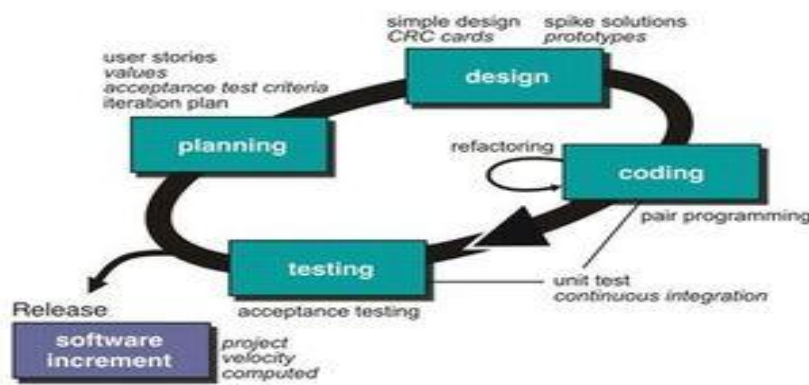 simple design
CRC cards
spike solutions
prototypes
user stories
values
acceptance test criteria
iteration plan
design
planning
refactoring
coding
pair programming
testing
unit test
continuous integration
acceptance testing
Release
software
increment
project
velocity
computed